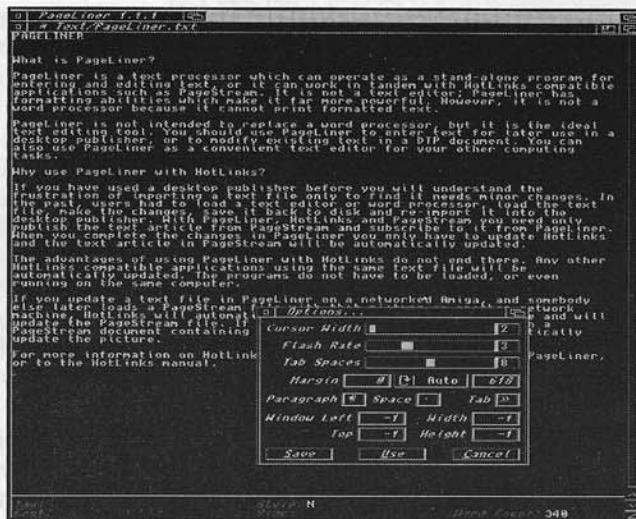 PageLiner 1.1.1
* Text/PageLiner.txt
PAGELINER
What is PageLiner?
PageLiner is a text processor which can operate as a stand-alone program for
entering and editing text, or it can work in tandem with HotLinks compatible
applications such as PageStream. It is not a text editor; PageLiner has
formatting abilities which make it far more powerful. However, it is not a
word processor because it cannot print formatted text.
PageLiner is not intended to replace a word processor, but it is the ideal
text editing tool. You should use PageLiner to enter text for later use in a
desktop publisher, or to modify existing text in a DTP document. You can
also use PageLiner as a convenient text editor for your other computing
tasks.
Why use PageLiner with HotLinks?
If you have used a desktop publisher before you will understand the
frustration of importing a text file only to find it needs minor changes. In
the past, users had to load a text editor or word processor, load the text
file, make the changes, save it back to disk and re-import it into the
desktop publisher. With PageLiner, HotLinks and PageStream you need only
publish the text article from PageStream and subscribe to it from PageLiner.
When you complete the changes in PageLiner you only have to update HotLinks
and the text article in PageStream will be automatically updated.
The advantages of using PageLiner with HotLinks do not end there. Any other
HotLinks compatible applications using the same text file will be
automatically updated. The programs do not have to be loaded, or even
running on the same computer.
If you update a text file in PageLiner on a networked Amiga, and somebody
else later loads a PageStream
machine, HotLinks will automat
update the PageStream file. If
PageStream document containing
update the picture.
For more information on HotLink
or to the HotLinks manual.
etwork
e and will
n a
tically
PageLiner,
Options...
Cursor Width 2
Flash Rate 3
Tab Spaces 8
Margin 0 Auto 618
Paragraph ¶ Space · Tab »
Window Left -1 Width -1
Top -1 Height -1
Save Use Cancel
N
Word Count: 340